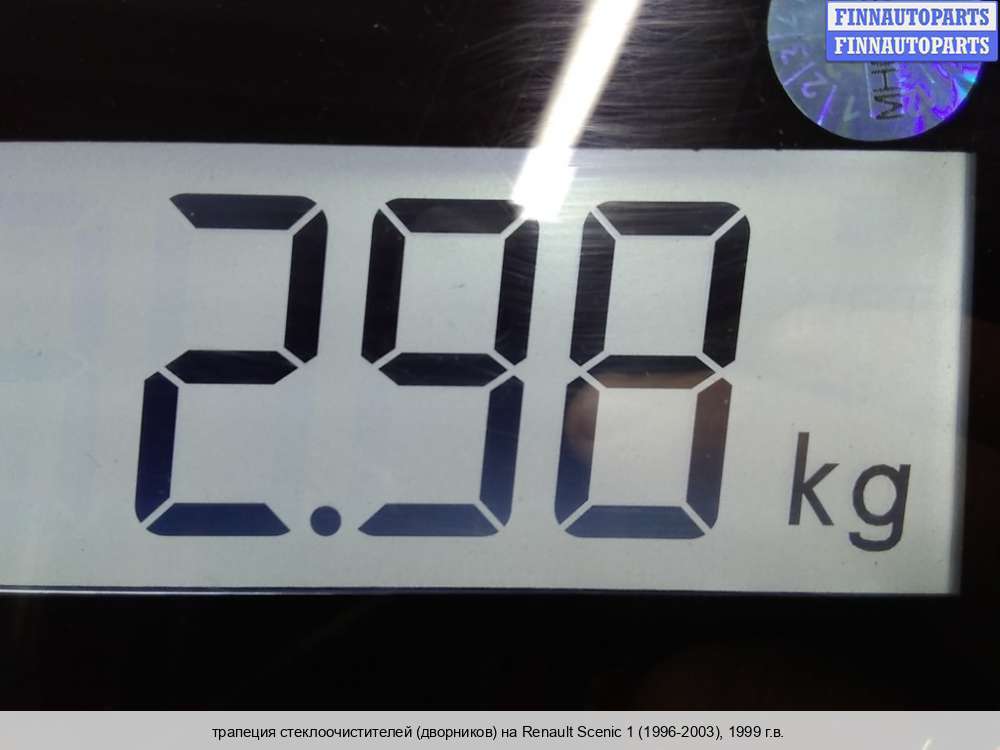 FINNAUTOPARTS
FINNAUTOPARTS
2.98 kg
трапеция стеклоочистителей (дворников) на Renault Scenic 1 (1996-2003), 1999 г.в.